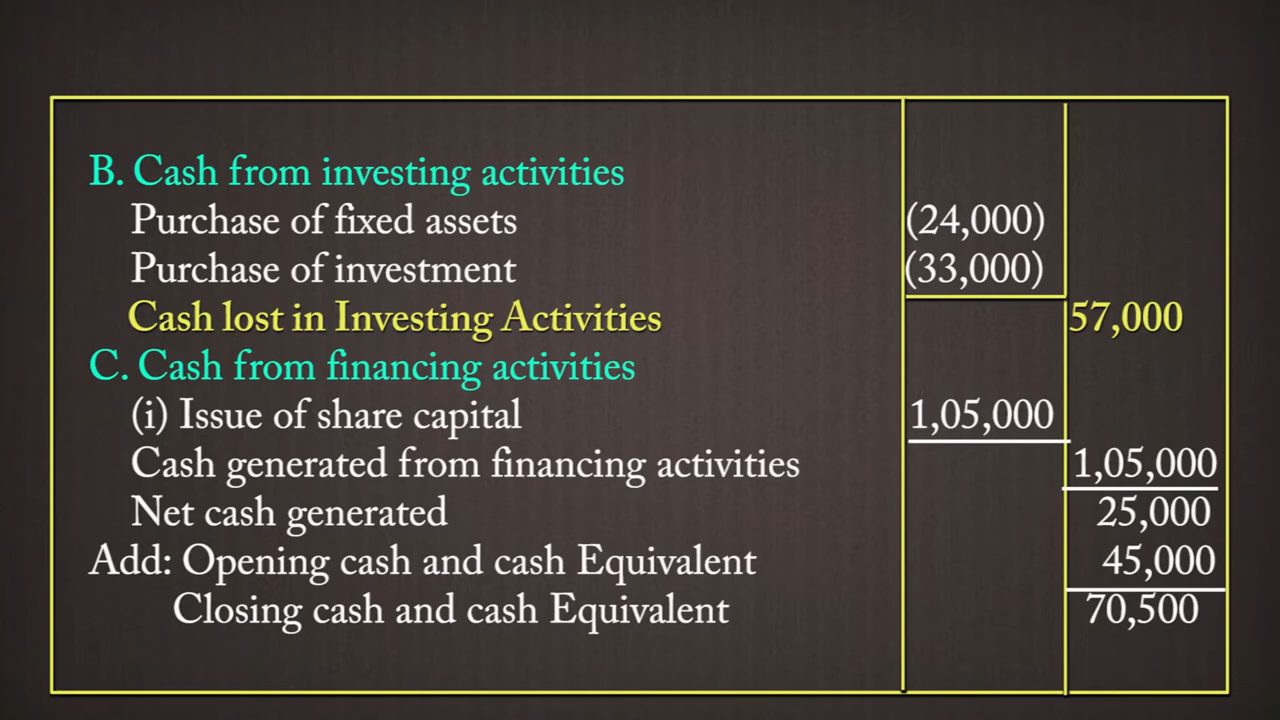 B. Cash from investing activities
Purchase of fixed assets (24,000)
Purchase of investment (33,000)
Cash lost in Investing Activities 57,000
C. Cash from financing activities
(i) Issue of share capital 1,05,000
Cash generated from financing activities 1,05,000
Net cash generated 25,000
Add: Opening cash and cash Equivalent 45,000
Closing cash and cash Equivalent 70,500